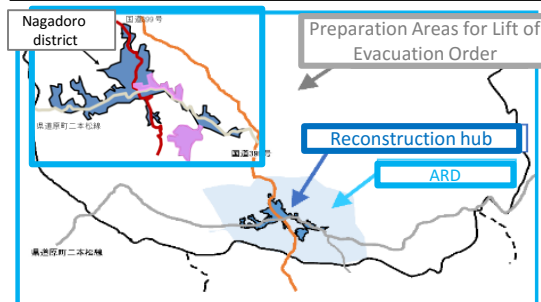 Nagadoro
district
国道399号
県道原町二本松線
国道399号
Preparation Areas for Lift of
Evacuation Order
Reconstruction hub
ARD
県道原町二本松線